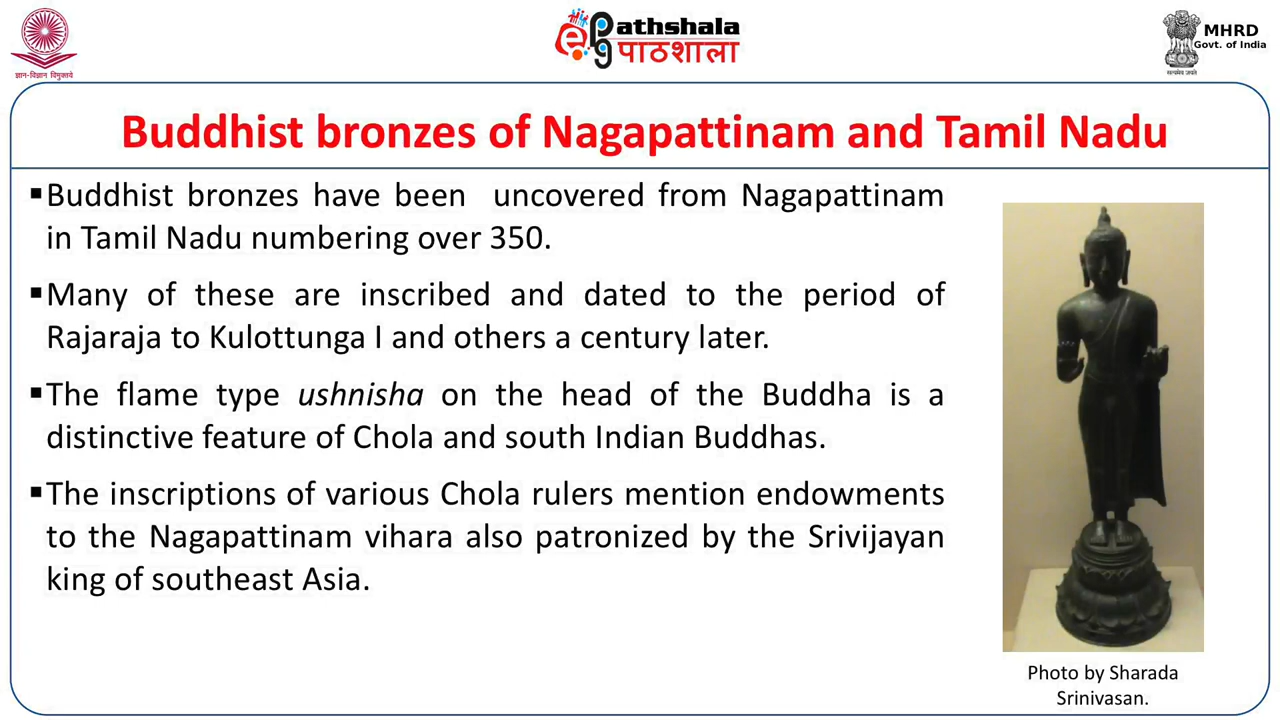 ज्ञान-विज्ञान विमुक्तये
ePgPathshala
पाठशाला
MHRD
Govt. of India
सत्यमेव जयते
Buddhist bronzes of Nagapattinam and Tamil Nadu
▪Buddhist bronzes have been uncovered from Nagapattinam
in Tamil Nadu numbering over 350.
▪Many of these are inscribed and dated to the period of
Rajaraja to Kulottunga I and others a century later.
▪The flame type ushnisha on the head of the Buddha is a
distinctive feature of Chola and south Indian Buddhas.
▪The inscriptions of various Chola rulers mention endowments
to the Nagapattinam vihara also patronized by the Srivijayan
king of southeast Asia.
Photo by Sharada
Srinivasan.